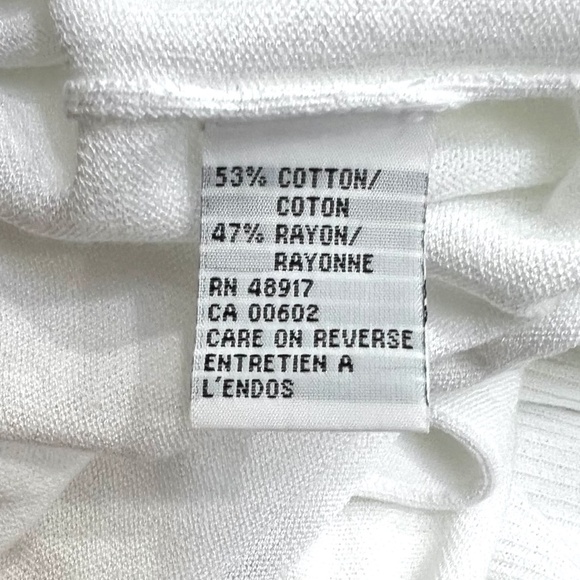 53% COTTON/
COTON
47% RAYON/
RAYONNE
RN 48917
CA 00602
CARE ON REVERSE
ENTRETIEN A
L'ENDOS